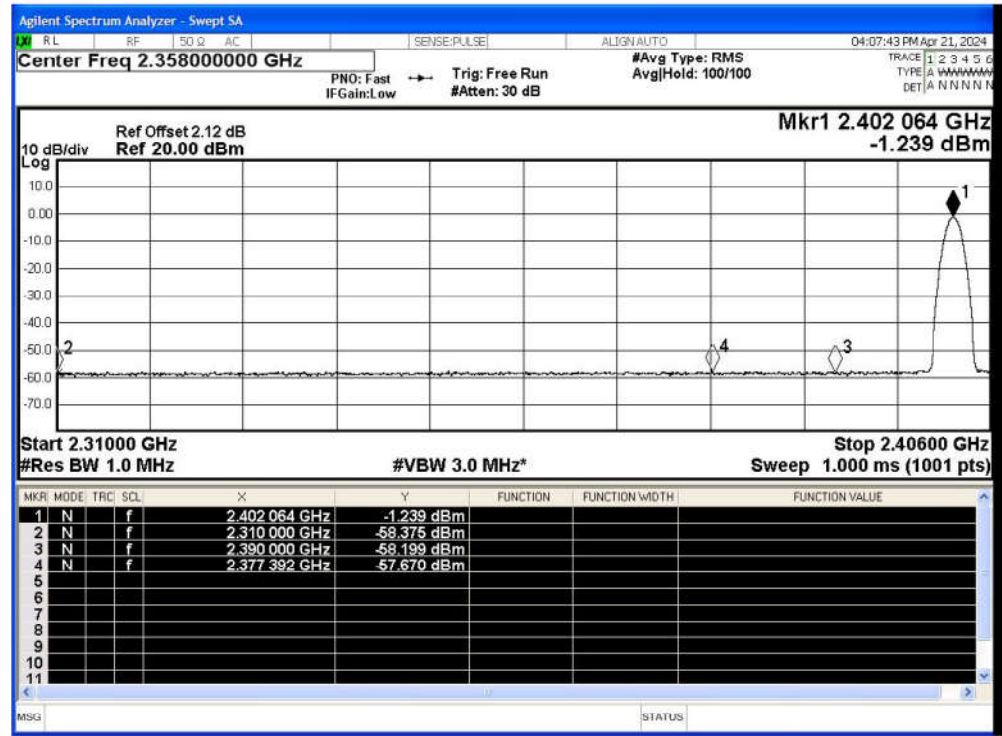 Agilent Spectrum Analyzer - Swept SA
LXI RL RF 50 Ω AC SENSE:PULSE ALIGN AUTO 04:07:43 PM Apr 21, 2024
Center Freq 2.358000000 GHz #Avg Type: RMS TRACE 1 2 3 4 5 6
PNO: Fast Trig: Free Run Avg|Hold: 100/100 TYPE A WWWWW
IFGain:Low #Atten: 30 dB DET A N N N N N
Mkr1 2.402 064 GHz
Ref Offset 2.12 dB -1.239 dBm
10 dB/div Ref 20.00 dBm
Log
10.0
1
0.00
-10.0
-20.0
-30.0
-40.0
-50.0 2 4 3
-60.0
-70.0
Start 2.31000 GHz Stop 2.40600 GHz
#Res BW 1.0 MHz #VBW 3.0 MHz* Sweep 1.000 ms (1001 pts)
MKR MODE TRC SCL X Y FUNCTION FUNCTION WIDTH FUNCTION VALUE
1 N f 2.402 064 GHz -1.239 dBm
2 N f 2.310 000 GHz -58.375 dBm
3 N f 2.390 000 GHz -58.199 dBm
4 N f 2.377 392 GHz -57.670 dBm
5
6
7
8
9
10
11
MSG STATUS